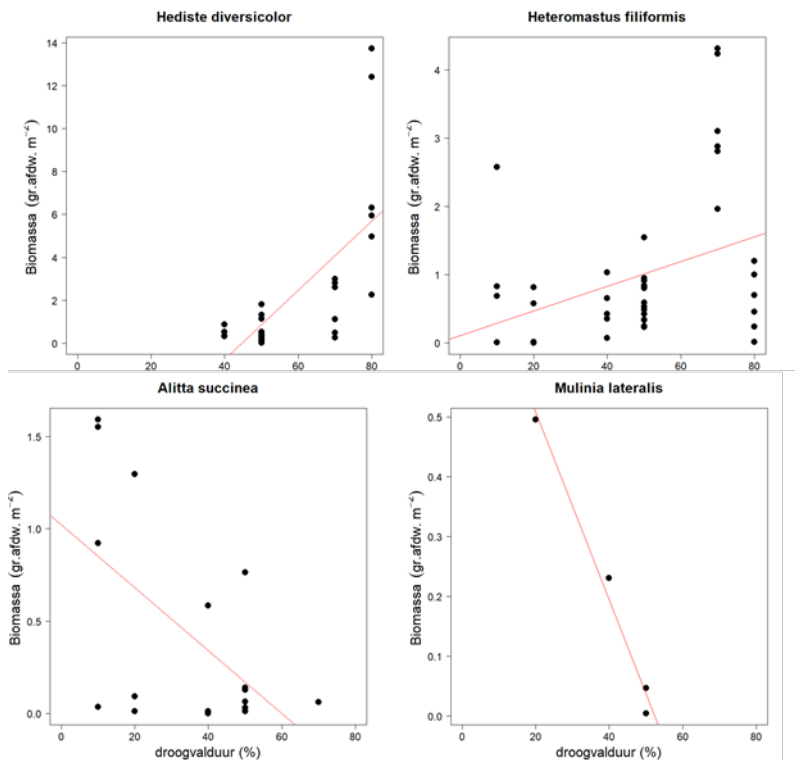 Hediste diversicolor
Biomassa (gr.afdw. m⁻²)
14
12
10
8
6
4
2
0
0 20 40 60 80
Heteromastus filiformis
Biomassa (gr.afdw. m⁻²)
4
3
2
1
0
0 20 40 60 80
Alitta succinea
Biomassa (gr.afdw. m⁻²)
1.5
1.0
0.5
0.0
0 20 40 60 80
droogvalduur (%)
Mulinia lateralis
Biomassa (gr.afdw. m⁻²)
0.5
0.4
0.3
0.2
0.1
0.0
0 20 40 60 80
droogvalduur (%)